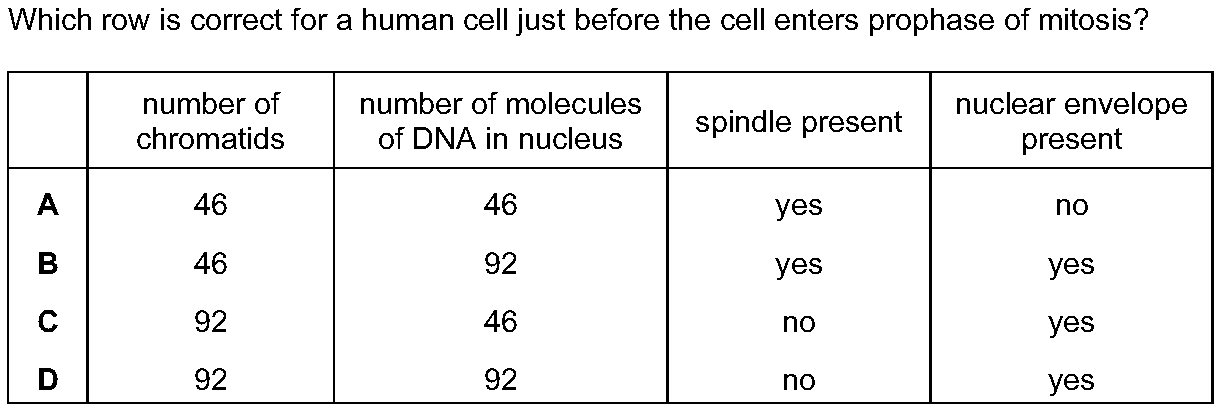 Which row is correct for a human cell just before the cell enters prophase of mitosis?
number of chromatids number of molecules of DNA in nucleus spindle present nuclear envelope present
A 46 46 yes no
B 46 92 yes yes
C 92 46 no yes
D 92 92 no yes